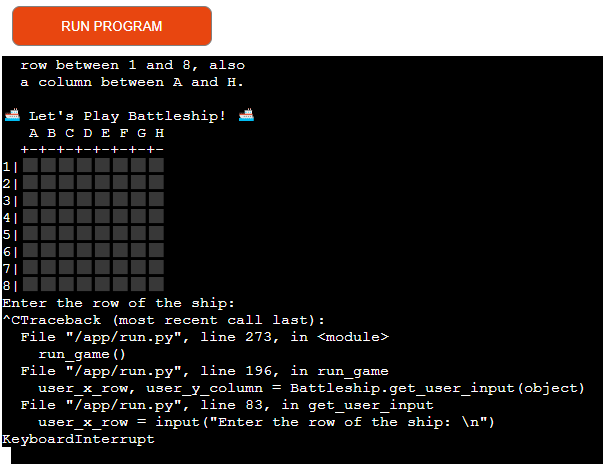 RUN PROGRAM
row between 1 and 8, also
a column between A and H.
🚢 Let's Play Battleship! 🚢
A B C D E F G H
+-+-+-+-+-+-+-+-
1|⬛⬛⬛⬛⬛⬛⬛⬛
2|⬛⬛⬛⬛⬛⬛⬛⬛
3|⬛⬛⬛⬛⬛⬛⬛⬛
4|⬛⬛⬛⬛⬛⬛⬛⬛
5|⬛⬛⬛⬛⬛⬛⬛⬛
6|⬛⬛⬛⬛⬛⬛⬛⬛
7|⬛⬛⬛⬛⬛⬛⬛⬛
8|⬛⬛⬛⬛⬛⬛⬛⬛
Enter the row of the ship:
^CTraceback (most recent call last):
File "/app/run.py", line 273, in <module>
run_game()
File "/app/run.py", line 196, in run_game
user_x_row, user_y_column = Battleship.get_user_input(object)
File "/app/run.py", line 83, in get_user_input
user_x_row = input("Enter the row of the ship: \n")
KeyboardInterrupt